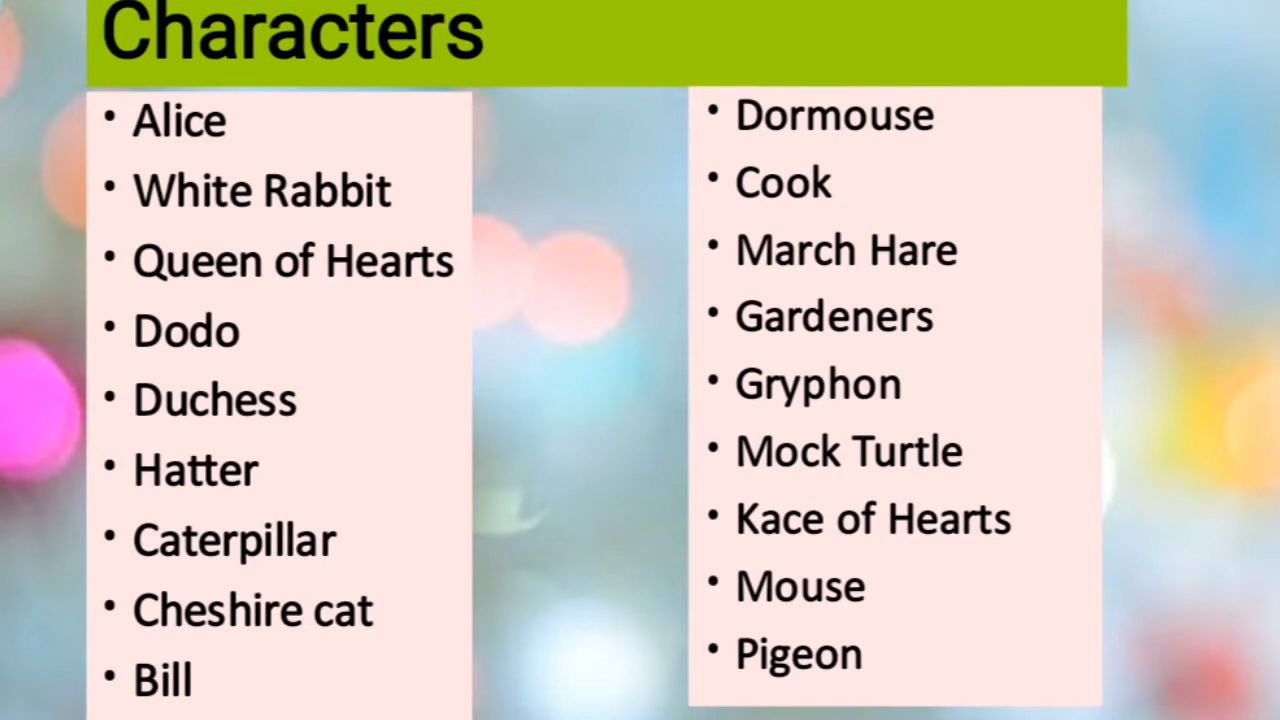 Characters
• Alice
• White Rabbit
• Queen of Hearts
• Dodo
• Duchess
• Hatter
• Caterpillar
• Cheshire cat
• Bill
• Dormouse
• Cook
• March Hare
• Gardeners
• Gryphon
• Mock Turtle
• Kace of Hearts
• Mouse
• Pigeon